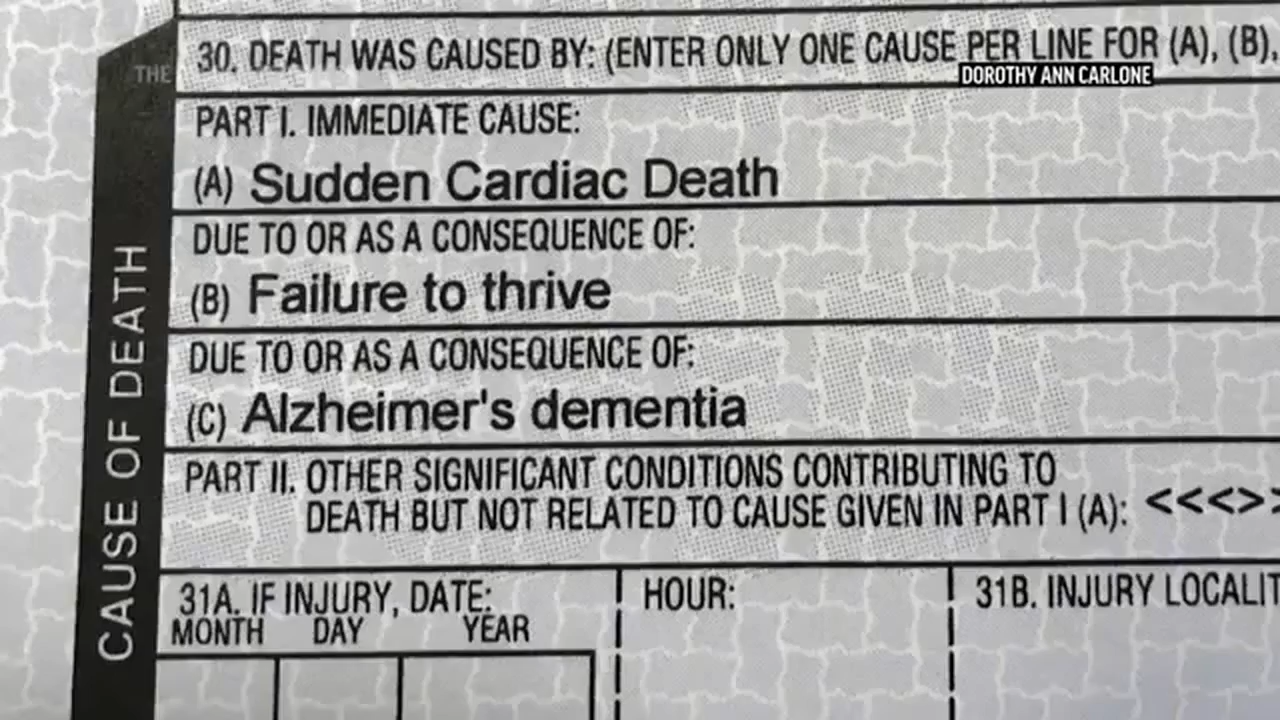 30. DEATH WAS CAUSED BY: (ENTER ONLY ONE CAUSE PER LINE FOR (A), (B),
THE
DOROTHY ANN CARLONE
PART I. IMMEDIATE CAUSE:
(A) Sudden Cardiac Death
DUE TO OR AS A CONSEQUENCE OF:
(B) Failure to thrive
DUE TO OR AS A CONSEQUENCE OF:
(C) Alzheimer's dementia
PART II. OTHER SIGNIFICANT CONDITIONS CONTRIBUTING TO
DEATH BUT NOT RELATED TO CAUSE GIVEN IN PART I (A): <<<>>
CAUSE OF DEATH
31A. IF INJURY, DATE:
HOUR:
31B. INJURY LOCALIT
MONTH DAY YEAR